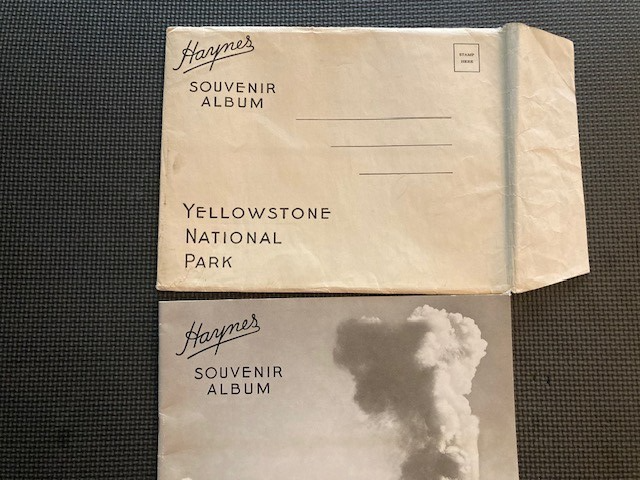 Haynes
SOUVENIR
ALBUM
STAMP
HERE
YELLOWSTONE
NATIONAL
PARK
Haynes
SOUVENIR
ALBUM